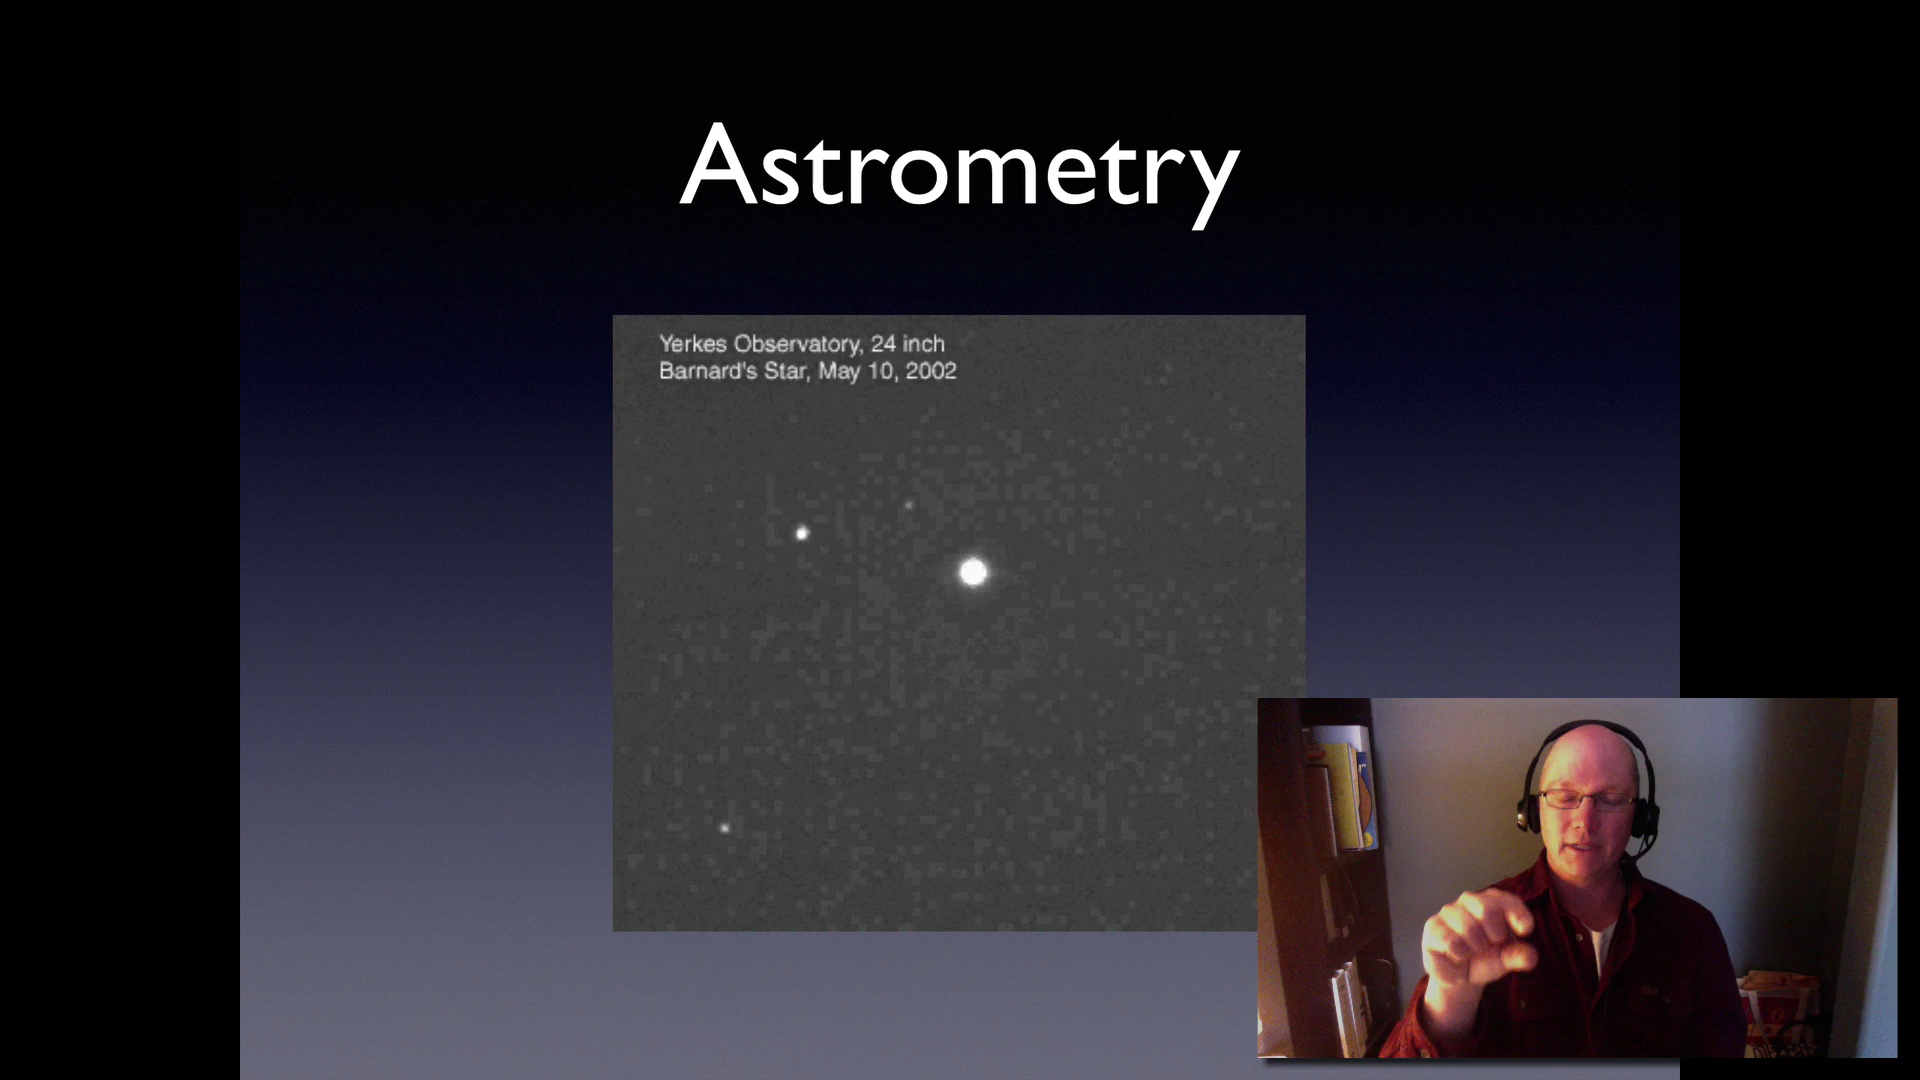 Astrometry
Yerkes Observatory, 24 inch
Barnard's Star, May 10, 2002